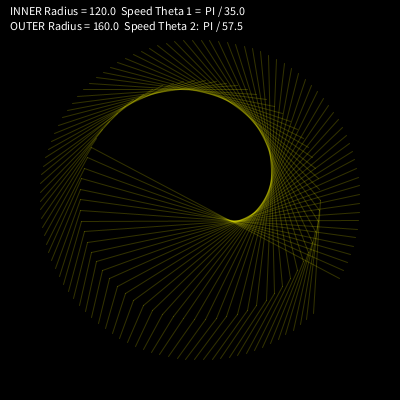 INNER Radius = 120.0  Speed Theta 1 =  PI / 35.0
OUTER Radius = 160.0  Speed Theta 2:  PI / 57.5